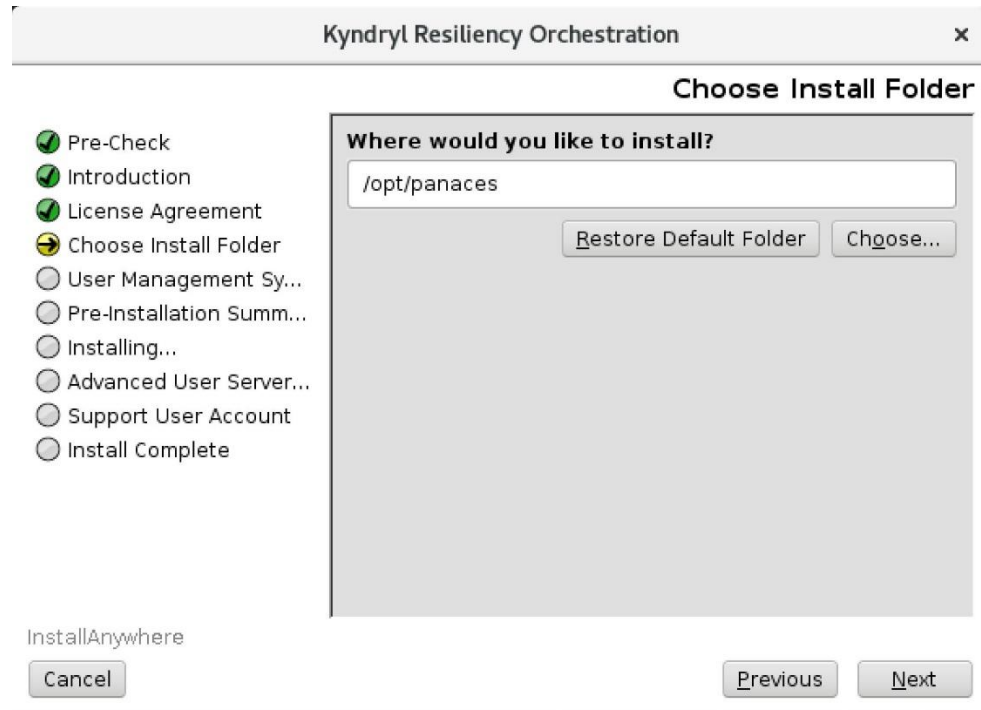 Kyndryl Resiliency Orchestration
×
Choose Install Folder
Pre-Check
Introduction
License Agreement
Choose Install Folder
User Management Sy...
Pre-Installation Summ...
Installing...
Advanced User Server...
Support User Account
Install Complete
Where would you like to install?
/opt/panaces
Restore Default Folder
Choose...
InstallAnywhere
Cancel
Previous
Next